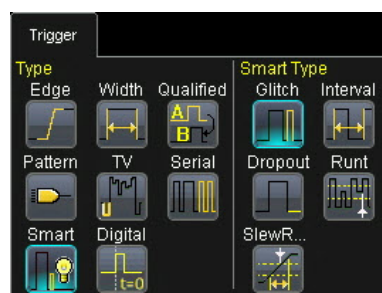 Trigger
Type
Smart Type
Edge
Width
Qualified
Glitch
Interval
A
B
Pattern
TV
Serial
Dropout
Runt
Smart
Digital
SlewR...
t=0